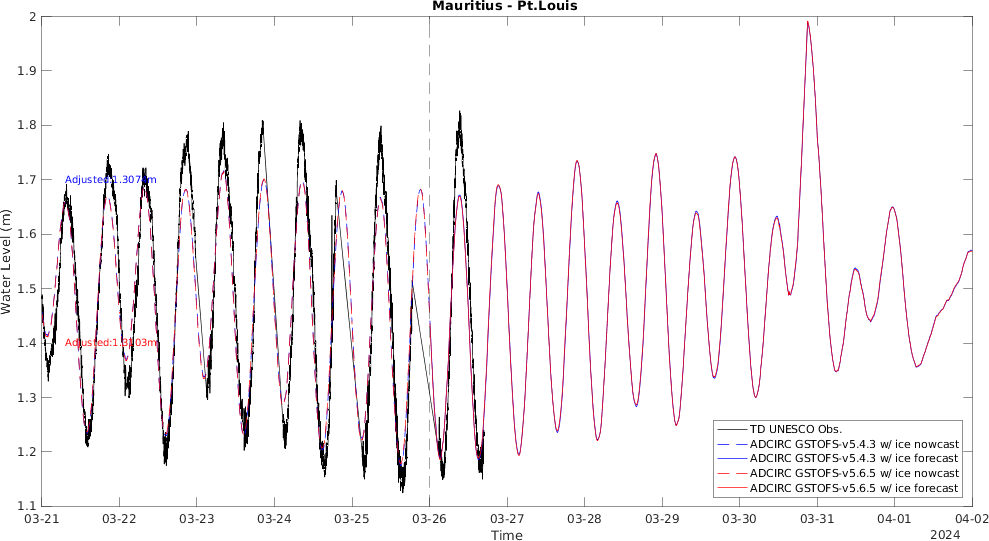 Mauritius - Pt.Louis
Water Level (m)
2
1.9
1.8
1.7
1.6
1.5
1.4
1.3
1.2
1.1
TD UNESCO Obs.
ADCIRC GSTOFS-v5.4.3 w/ ice nowcast
ADCIRC GSTOFS-v5.4.3 w/ ice forecast
ADCIRC GSTOFS-v5.6.5 w/ ice nowcast
ADCIRC GSTOFS-v5.6.5 w/ ice forecast
03-21 03-22 03-23 03-24 03-25 03-26 03-27 03-28 03-29 03-30 03-31 04-01 04-02
Time
2024